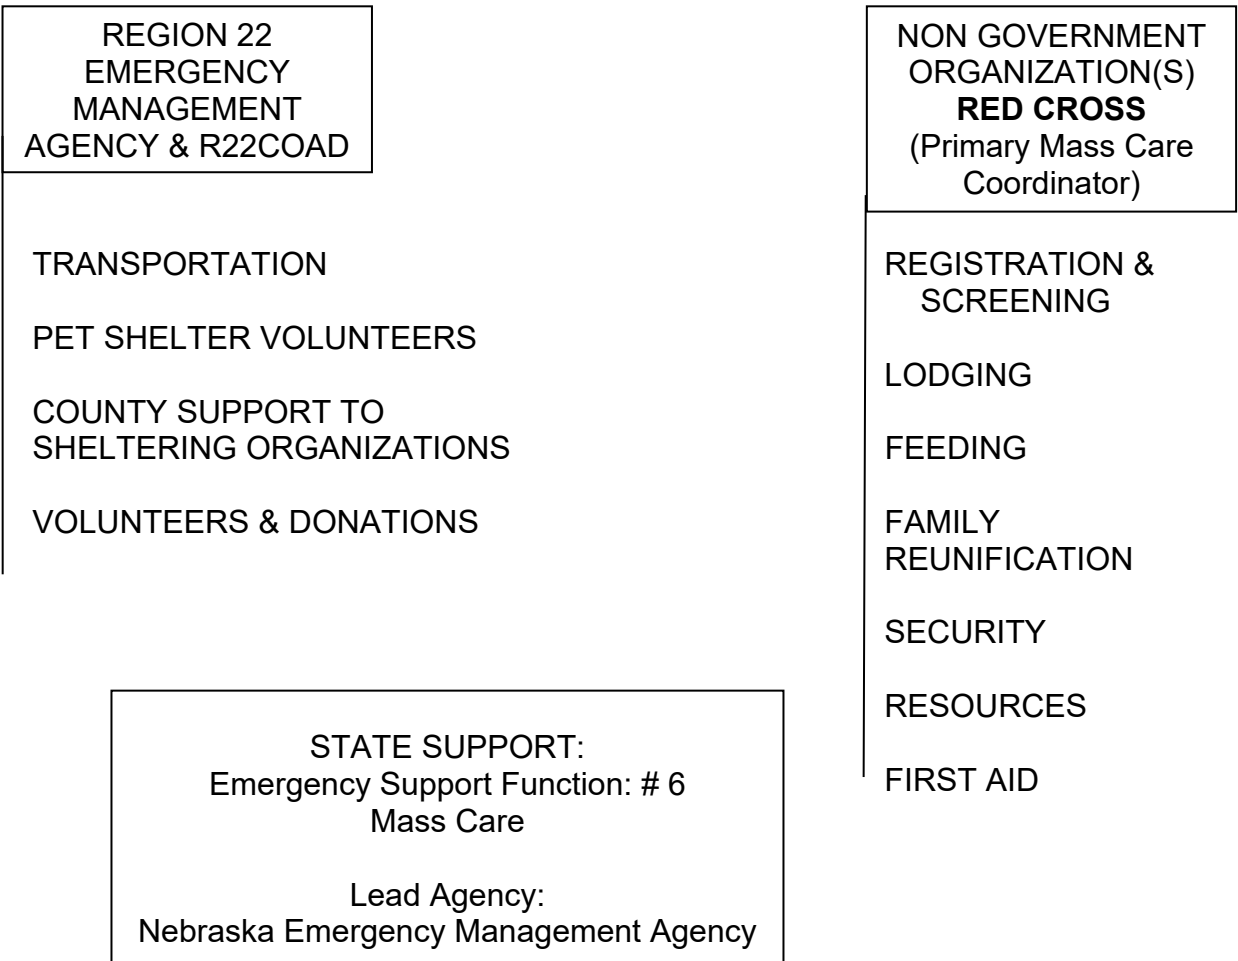 REGION 22
EMERGENCY
MANAGEMENT
AGENCY & R22COAD
TRANSPORTATION
PET SHELTER VOLUNTEERS
COUNTY SUPPORT TO
SHELTERING ORGANIZATIONS
VOLUNTEERS & DONATIONS
NON GOVERNMENT
ORGANIZATION(S)
RED CROSS
(Primary Mass Care
Coordinator)
REGISTRATION &
SCREENING
LODGING
FEEDING
FAMILY
REUNIFICATION
SECURITY
RESOURCES
FIRST AID
STATE SUPPORT:
Emergency Support Function: # 6
Mass Care
Lead Agency:
Nebraska Emergency Management Agency